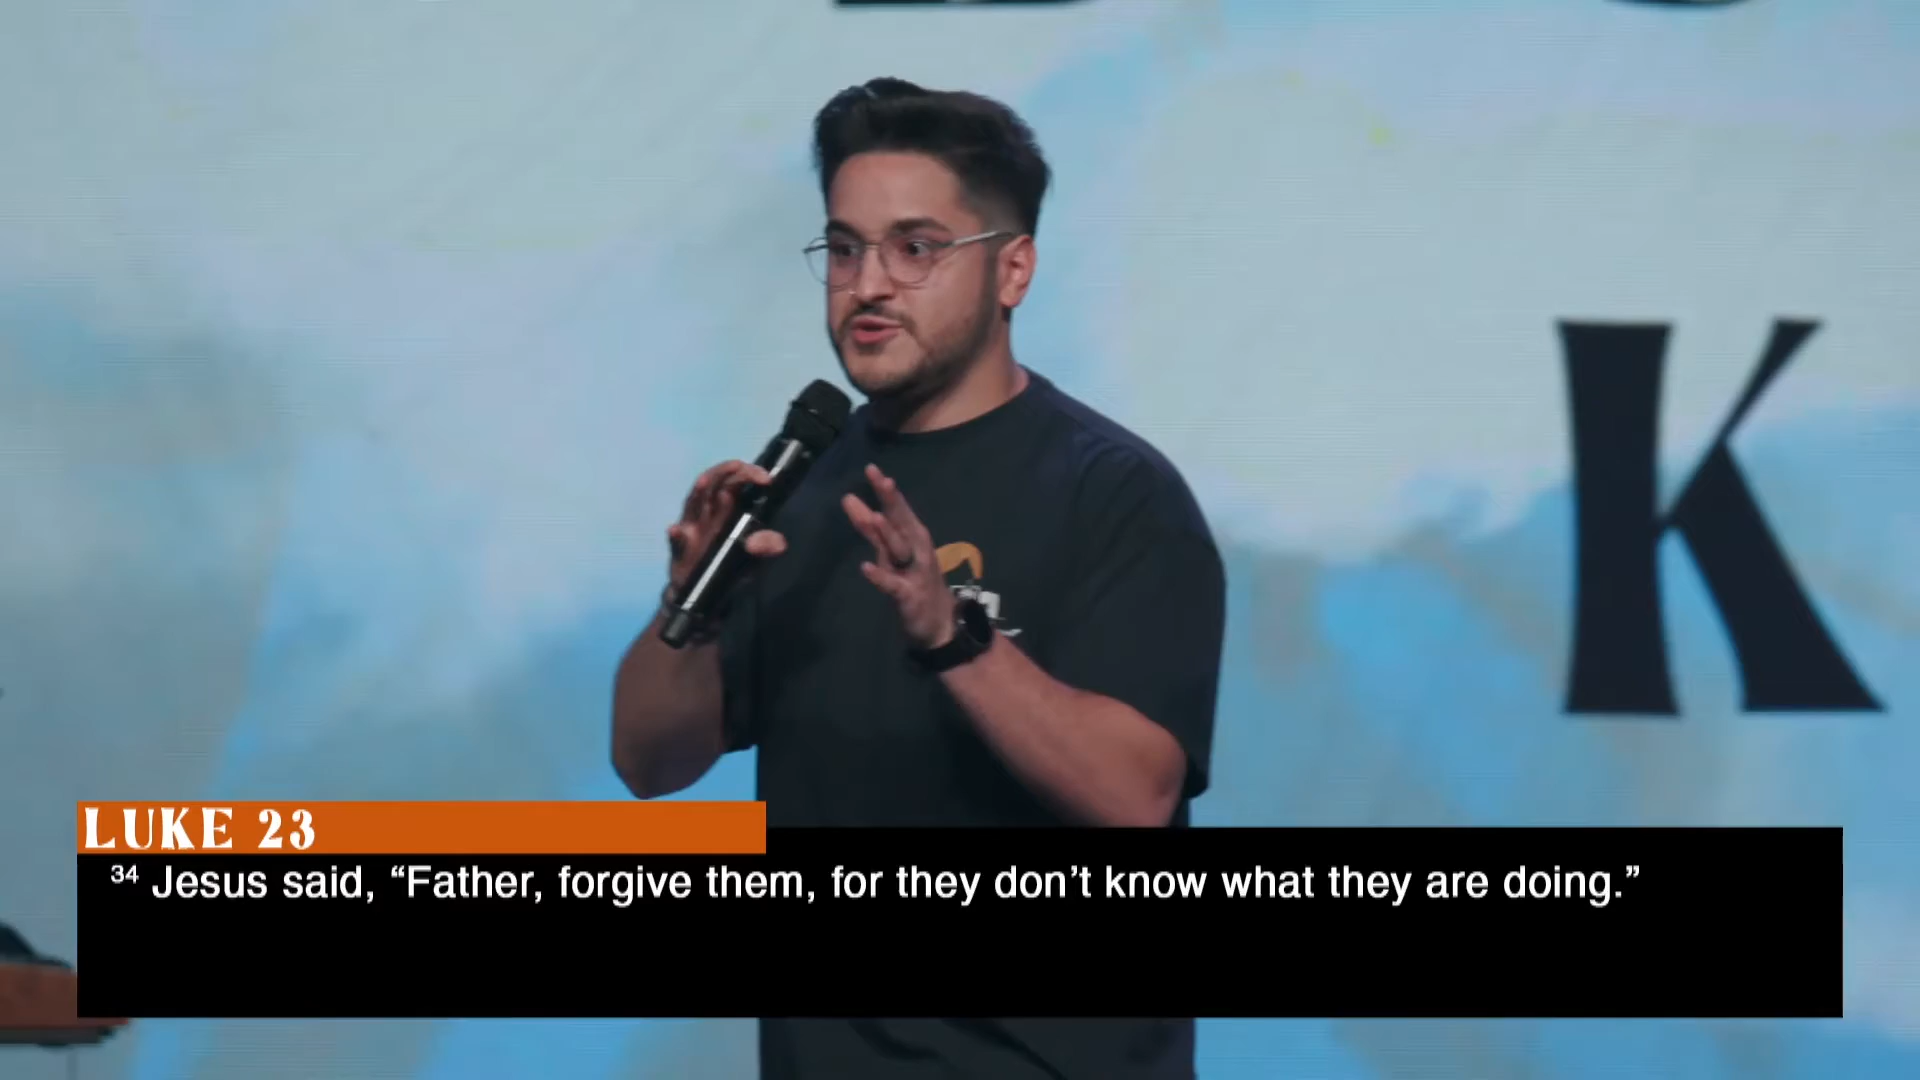 K
LUKE 23
34 Jesus said, “Father, forgive them, for they don’t know what they are doing.”